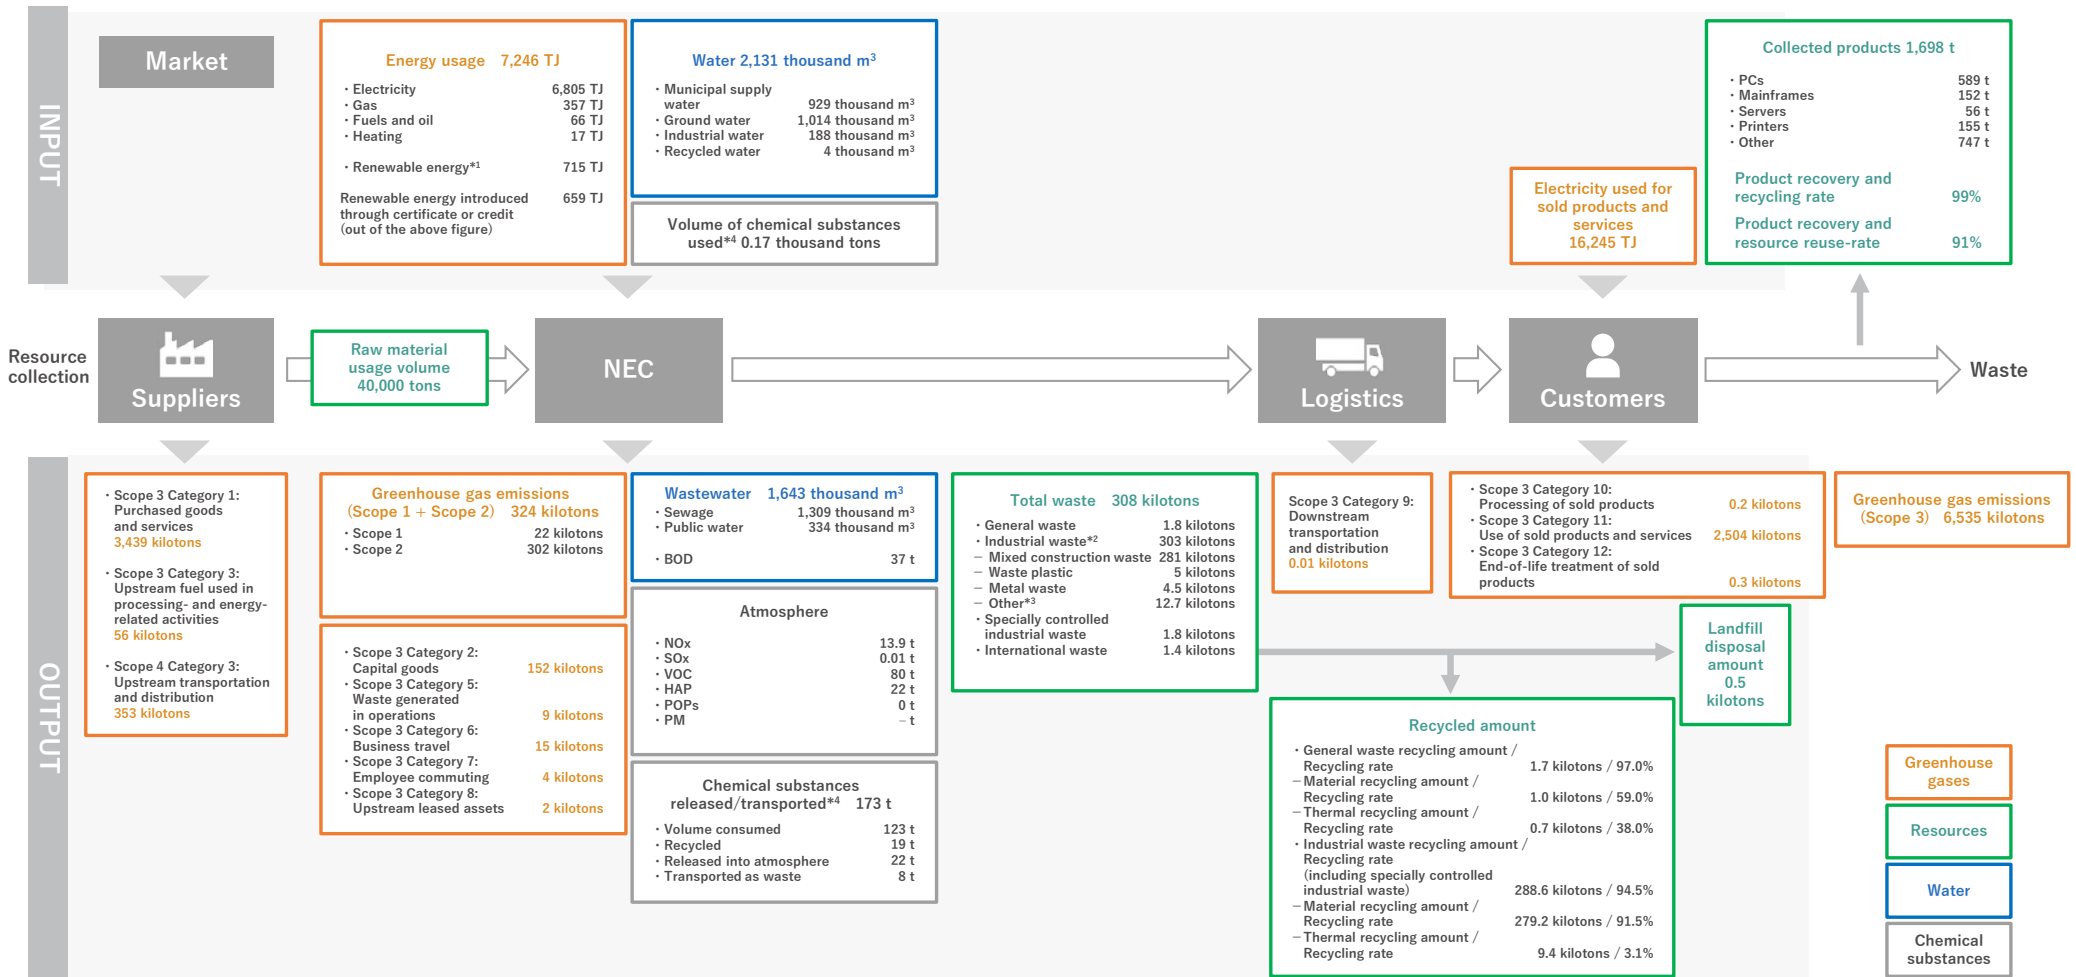 INPUT
Market
Energy usage 7,246 TJ
・Electricity 6,805 TJ
・Gas 357 TJ
・Fuels and oil 66 TJ
・Heating 17 TJ
・Renewable energy*1 715 TJ
Renewable energy introduced 659 TJ
through certificate or credit
(out of the above figure)
Water 2,131 thousand m3
・Municipal supply
water 929 thousand m3
・Ground water 1,014 thousand m3
・Industrial water 188 thousand m3
・Recycled water 4 thousand m3
Volume of chemical substances
used*4 0.17 thousand tons
Electricity used for
sold products and
services
16,245 TJ
Collected products 1,698 t
・PCs 589 t
・Mainframes 152 t
・Servers 56 t
・Printers 155 t
・Other 747 t
Product recovery and
recycling rate 99%
Product recovery and
resource reuse-rate 91%
Resource
collection
Suppliers
Raw material
usage volume
40,000 tons
NEC
Logistics
Customers
Waste
OUTPUT
・Scope 3 Category 1:
Purchased goods
and services
3,439 kilotons
・Scope 3 Category 3:
Upstream fuel used in
processing- and energy-
related activities
56 kilotons
・Scope 4 Category 3:
Upstream transportation
and distribution
353 kilotons
Greenhouse gas emissions
(Scope 1 + Scope 2) 324 kilotons
・Scope 1 22 kilotons
・Scope 2 302 kilotons
・Scope 3 Category 2:
Capital goods 152 kilotons
・Scope 3 Category 5:
Waste generated
in operations 9 kilotons
・Scope 3 Category 6:
Business travel 15 kilotons
・Scope 3 Category 7:
Employee commuting 4 kilotons
・Scope 3 Category 8:
Upstream leased assets 2 kilotons
Wastewater 1,643 thousand m3
・Sewage 1,309 thousand m3
・Public water 334 thousand m3
・BOD 37 t
Atmosphere
・NOx 13.9 t
・SOx 0.01 t
・VOC 80 t
・HAP 22 t
・POPs 0 t
・PM – t
Chemical substances
released/transported*4 173 t
・Volume consumed 123 t
・Recycled 19 t
・Released into atmosphere 22 t
・Transported as waste 8 t
Total waste 308 kilotons
・General waste 1.8 kilotons
・Industrial waste*2 303 kilotons
– Mixed construction waste 281 kilotons
– Waste plastic 5 kilotons
– Metal waste 4.5 kilotons
– Other*3 12.7 kilotons
・Specially controlled
industrial waste 1.8 kilotons
・International waste 1.4 kilotons
Scope 3 Category 9:
Downstream
transportation
and distribution
0.01 kilotons
・Scope 3 Category 10:
Processing of sold products 0.2 kilotons
・Scope 3 Category 11:
Use of sold products and services 2,504 kilotons
・Scope 3 Category 12:
End-of-life treatment of sold
products 0.3 kilotons
Greenhouse gas emissions
(Scope 3) 6,535 kilotons
Landfill
disposal
amount
0.5
kilotons
Recycled amount
・General waste recycling amount /
Recycling rate 1.7 kilotons / 97.0%
– Material recycling amount /
Recycling rate 1.0 kilotons / 59.0%
– Thermal recycling amount /
Recycling rate 0.7 kilotons / 38.0%
・Industrial waste recycling amount /
Recycling rate
(including specially controlled
industrial waste) 288.6 kilotons / 94.5%
– Material recycling amount /
Recycling rate 279.2 kilotons / 91.5%
– Thermal recycling amount /
Recycling rate 9.4 kilotons / 3.1%
Greenhouse
gases
Resources
Water
Chemical
substances